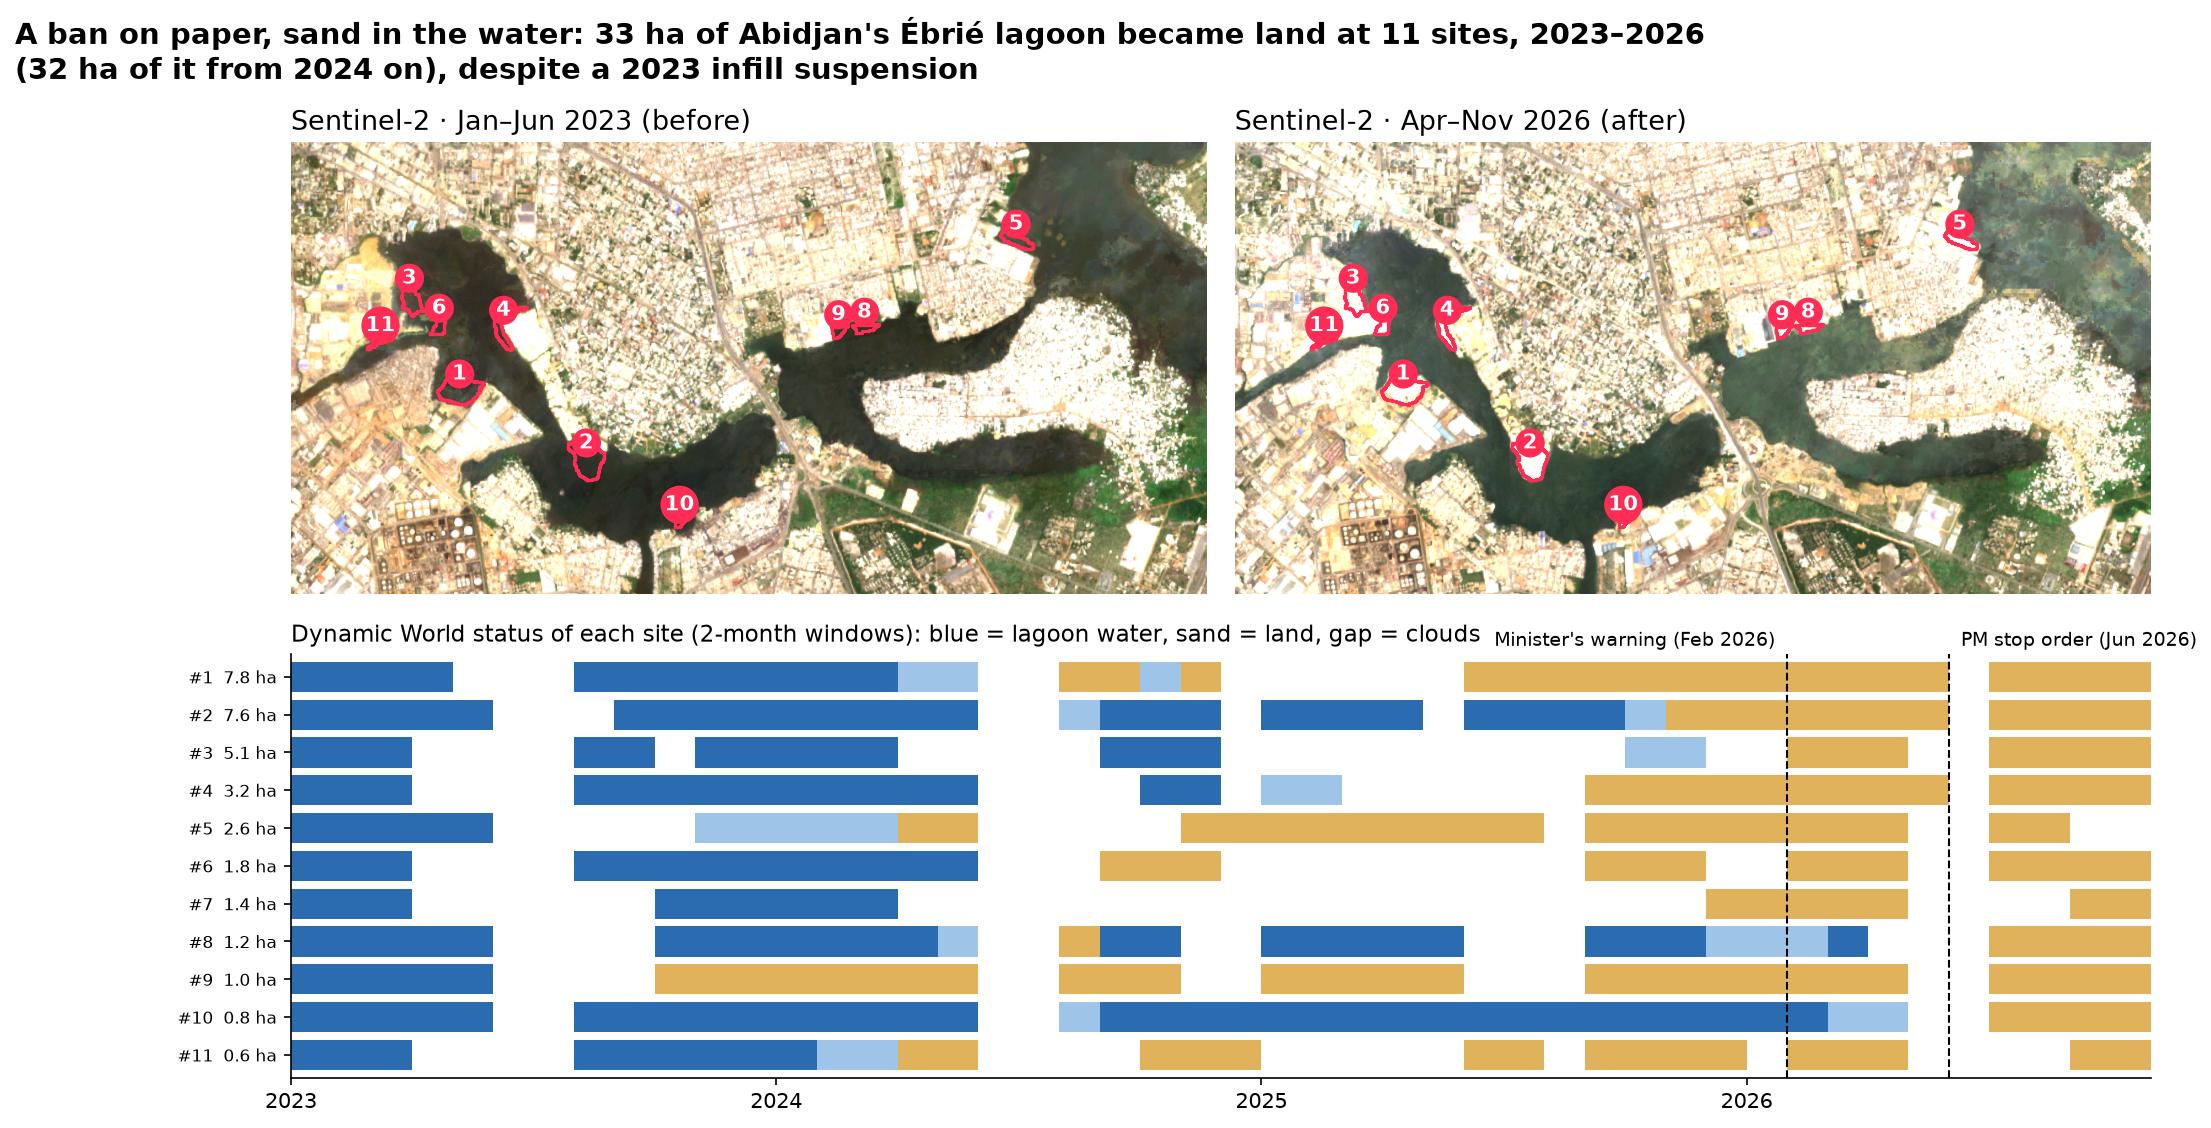 A ban on paper, sand in the water: 33 ha of Abidjan's Ébrié lagoon became land at 11 sites, 2023–2026
(32 ha of it from 2024 on), despite a 2023 infill suspension
Sentinel-2 · Jan–Jun 2023 (before)
Sentinel-2 · Apr–Nov 2026 (after)
5
3
6
4
11
9
8
1
2
10
5
3
6
4
11
9
8
1
2
10
Dynamic World status of each site (2-month windows): blue = lagoon water, sand = land, gap = clouds
Minister's warning (Feb 2026)
PM stop order (Jun 2026)
#1 7.8 ha
#2 7.6 ha
#3 5.1 ha
#4 3.2 ha
#5 2.6 ha
#6 1.8 ha
#7 1.4 ha
#8 1.2 ha
#9 1.0 ha
#10 0.8 ha
#11 0.6 ha
2023
2024
2025
2026